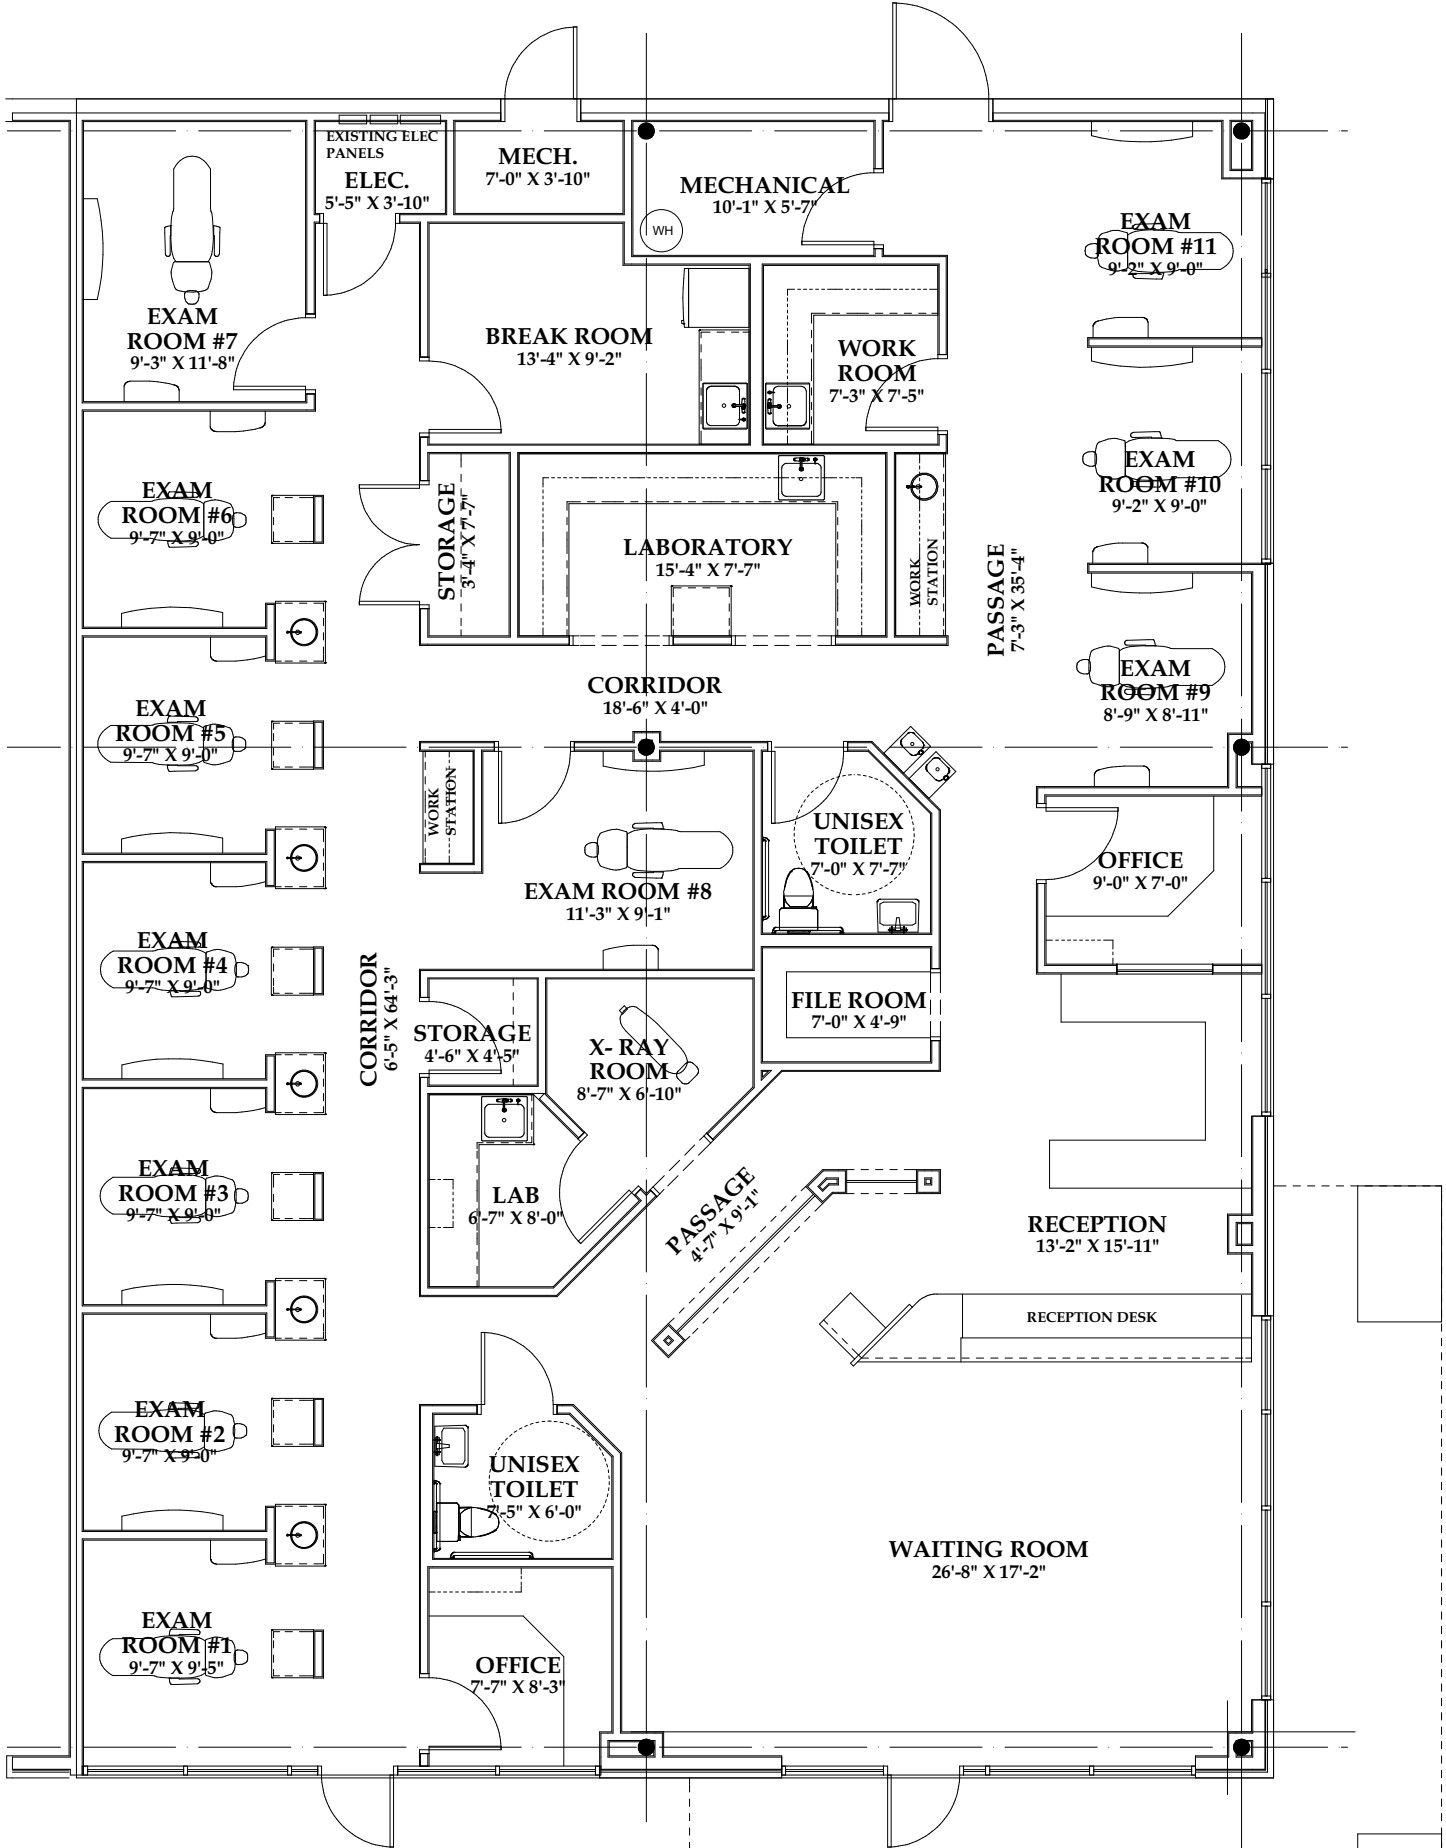 EXISTING ELEC
PANELS
ELEC.
5'-5" X 3'-10"
MECH.
7'-0" X 3'-10"
MECHANICAL
10'-1" X 5'-7"
WH
EXAM
ROOM #11
9'-2" X 9'-0"
EXAM
ROOM #7
9'-3" X 11'-8"
BREAK ROOM
13'-4" X 9'-2"
WORK
ROOM
7'-3" X 7'-5"
EXAM
ROOM #10
9'-2" X 9'-0"
EXAM
ROOM #6
9'-7" X 9'-0"
STORAGE
3'-4" X 7'-7"
LABORATORY
15'-4" X 7'-7"
WORK
STATION
PASSAGE
7'-3" X 35'-4"
EXAM
ROOM #9
8'-9" X 8'-11"
CORRIDOR
18'-6" X 4'-0"
EXAM
ROOM #5
9'-7" X 9'-0"
WORK
STATION
UNISEX
TOILET
7'-0" X 7'-7"
OFFICE
9'-0" X 7'-0"
EXAM ROOM #8
11'-3" X 9'-1"
EXAM
ROOM #4
9'-7" X 9'-0"
CORRIDOR
6'-5" X 64'-3"
STORAGE
4'-6" X 4'-5"
X- RAY
ROOM
8'-7" X 6'-10"
FILE ROOM
7'-0" X 4'-9"
EXAM
ROOM #3
9'-7" X 9'-0"
LAB
6'-7" X 8'-0"
PASSAGE
4'-7" X 9'-1"
RECEPTION
13'-2" X 15'-11"
RECEPTION DESK
EXAM
ROOM #2
9'-7" X 9'-0"
UNISEX
TOILET
7'-5" X 6'-0"
WAITING ROOM
26'-8" X 17'-2"
EXAM
ROOM #1
9'-7" X 9'-5"
OFFICE
7'-7" X 8'-3"